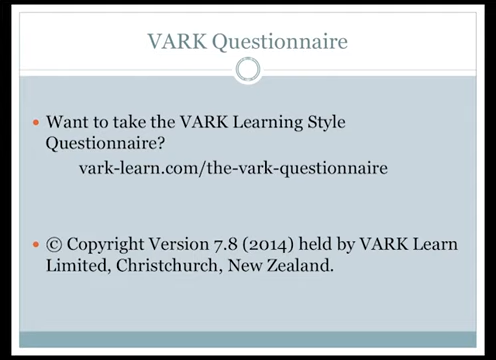 VARK Questionnaire
• Want to take the VARK Learning Style
Questionnaire?
vark-learn.com/the-vark-questionnaire
• © Copyright Version 7.8 (2014) held by VARK Learn
Limited, Christchurch, New Zealand.